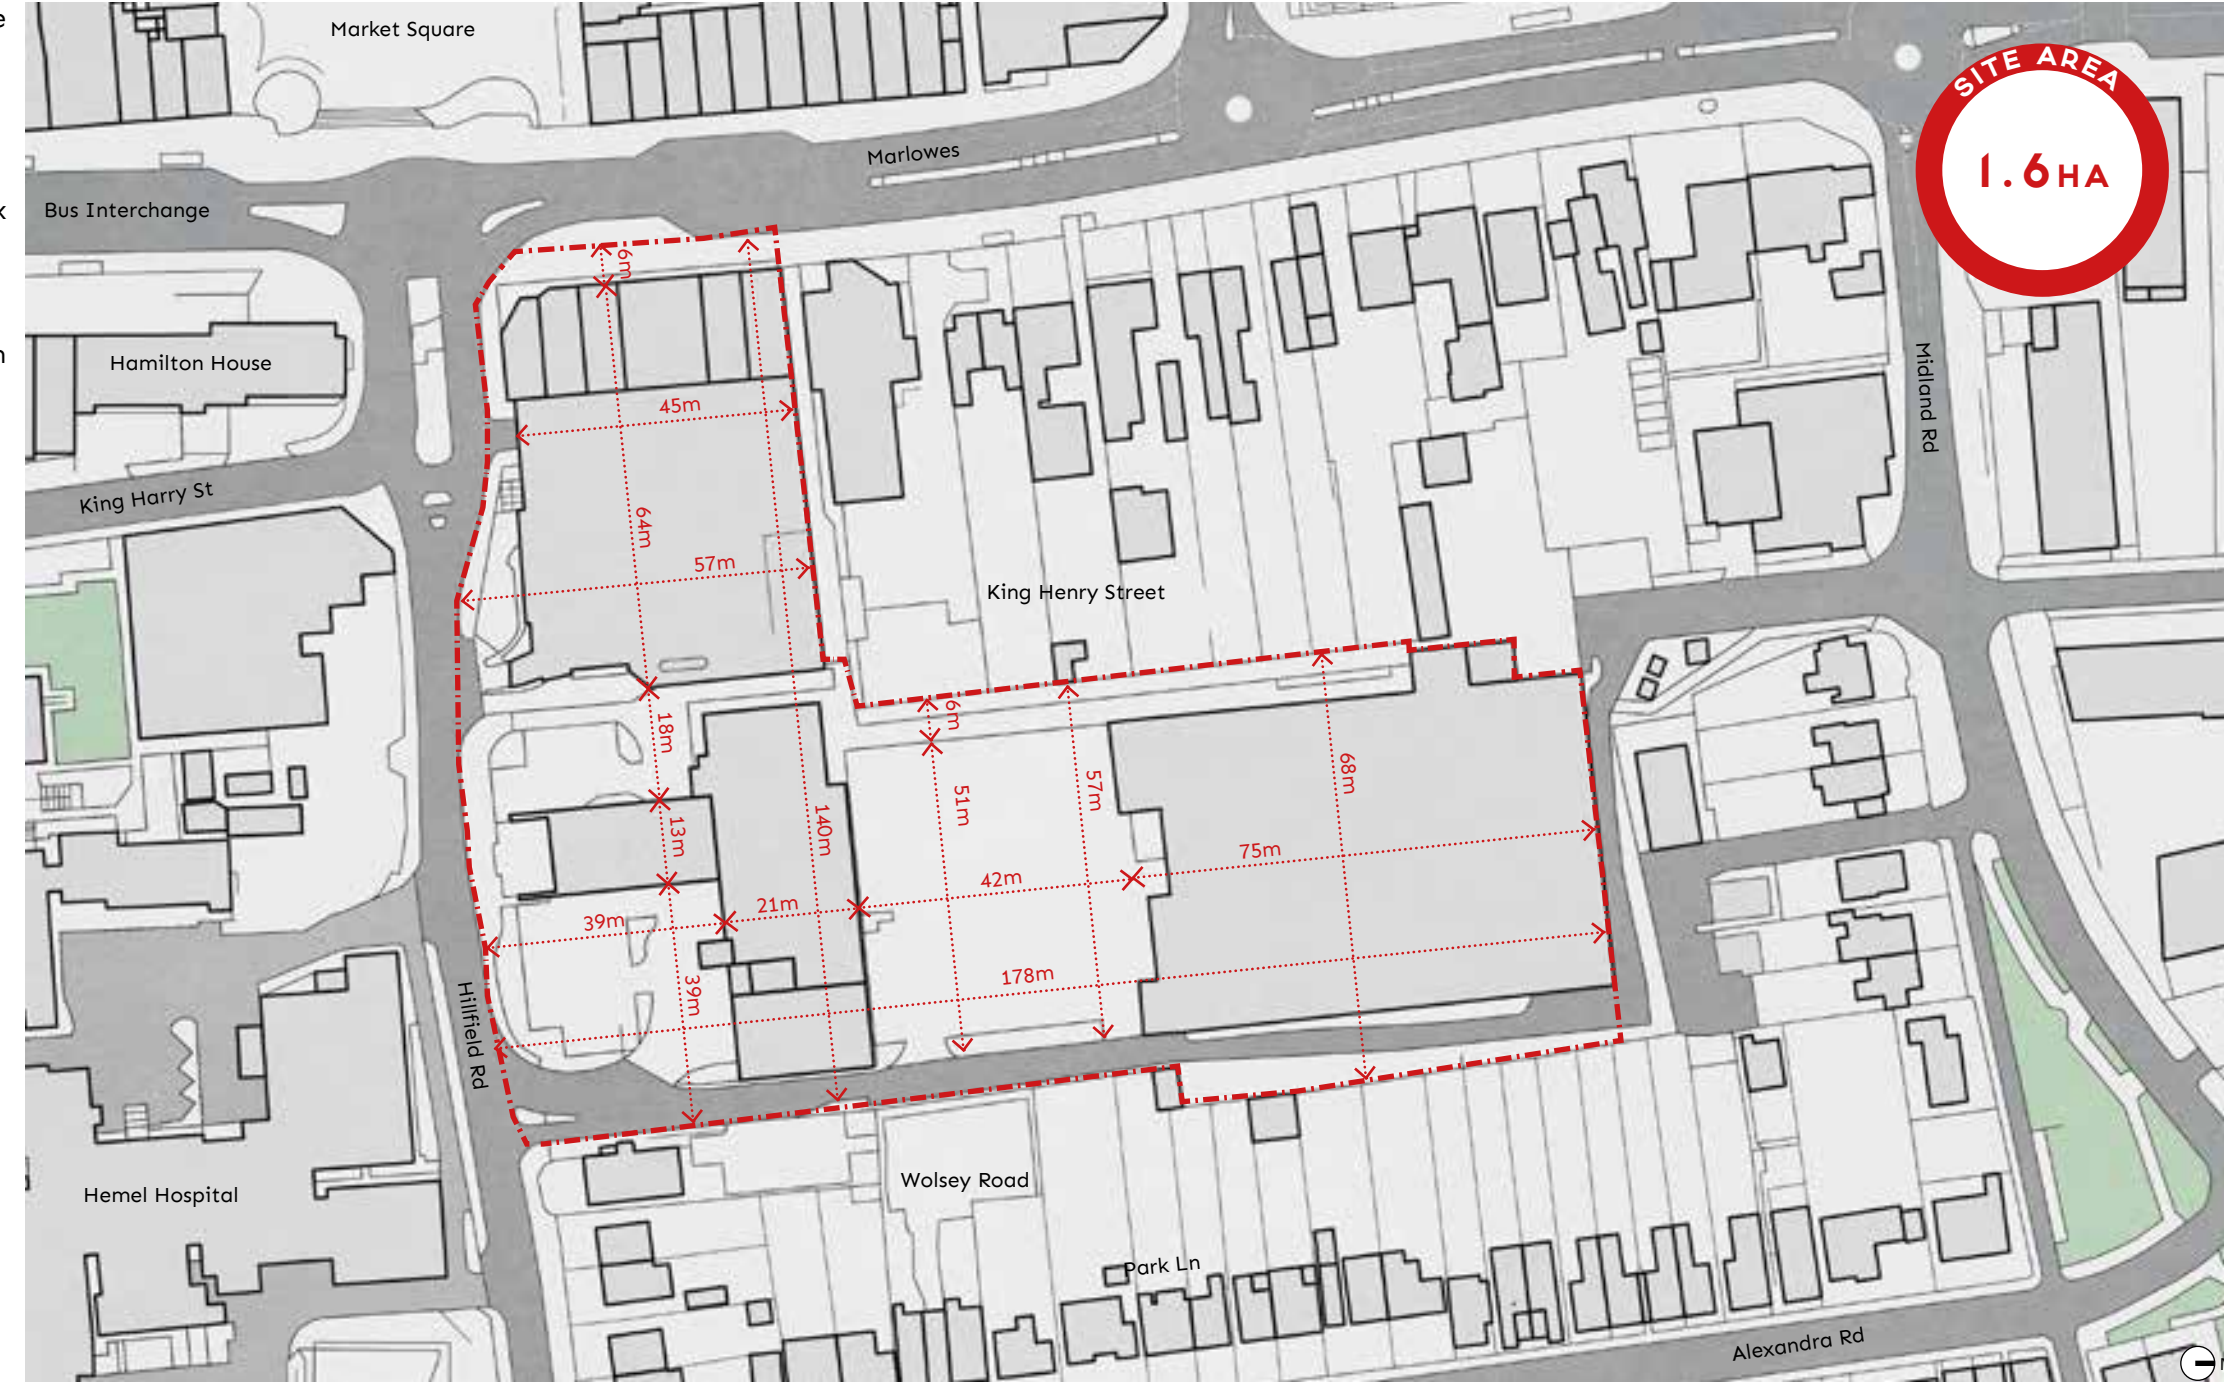 e
Market Square
SITE AREA
1.6HA
x
Bus Interchange
Marlowes
6m
n
Hamilton House
45m
Midland Rd
King Harry St
64m
57m
King Henry Street
18m
6m
13m
140m
51m
57m
68m
75m
42m
21m
39m
39m
178m
Hillfield Rd
Hemel Hospital
Wolsey Road
Park Ln
Alexandra Rd